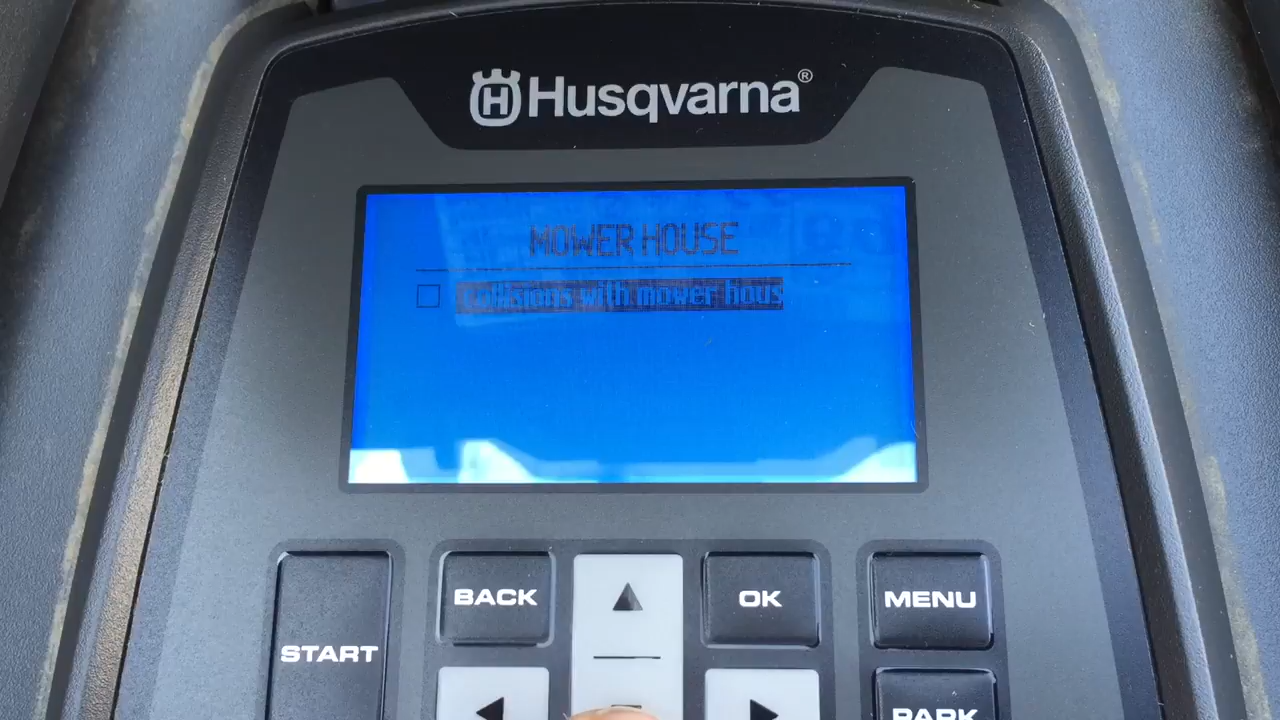 Husqvarna®
MOWER HOUSE
Collisions with mower hous
BACK
OK
MENU
START
PARK